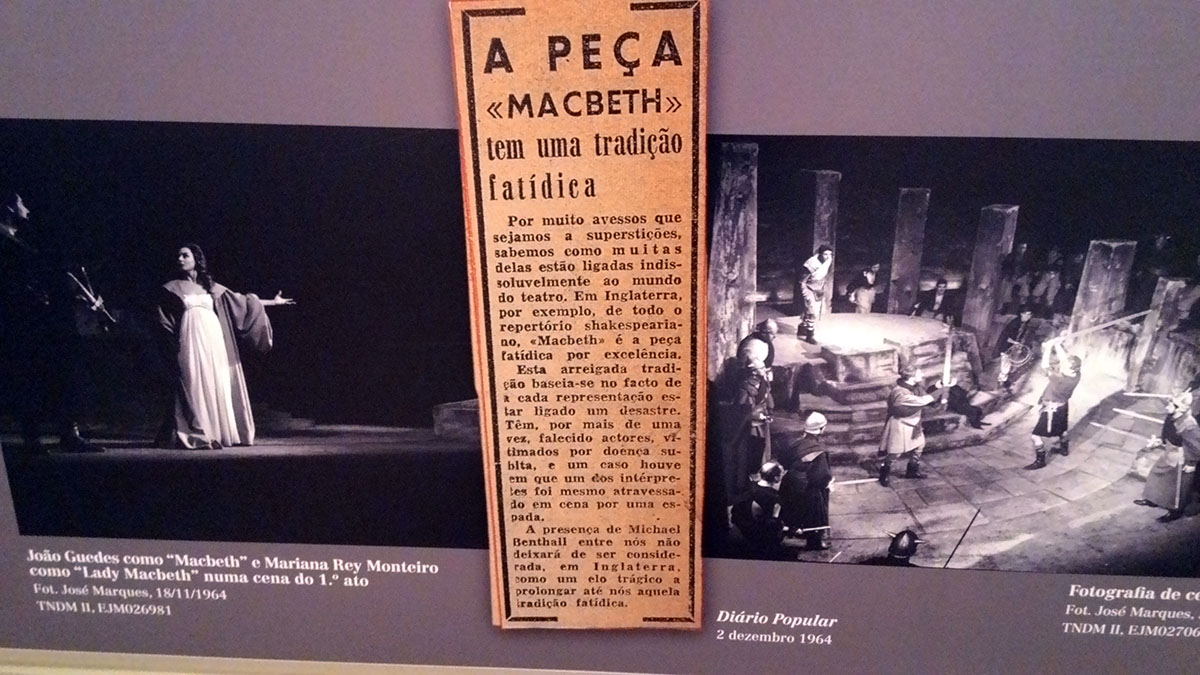 A PEÇA
«MACBETH»
tem uma tradição
fatídica
Por muito avessos que
sejamos a superstições,
sabemos como muitas
delas estão ligadas indis-
soluvelmente ao mundo
do teatro. Em Inglaterra,
por exemplo, de todo o
repertório shakespearia-
no, «Macbeth» é a peça
fatídica por excelência.
Esta arreigada tradi-
ção baseia-se no facto de
a cada representação es-
tar ligado um desastre.
Têm, por mais de uma
vez, falecido actores, vi-
timados por doença su-
bita, e um caso houve
em que um dos intérpre-
tes foi mesmo atravessa-
do em cena por uma es-
pada.
A presença de Michael
Benthall entre nós não
deixará de ser conside-
rada, em Inglaterra,
como um elo trágico a
prolongar até nós aquela
tradição fatídica.
João Guedes como “Macbeth” e Mariana Rey Monteiro
como “Lady Macbeth” numa cena do 1.º ato
Fot. José Marques, 18/11/1964
TNDM II, EJM026981
Diário Popular
2 dezembro 1964
Fotografia de
Fot. José Marques,
TNDM II,